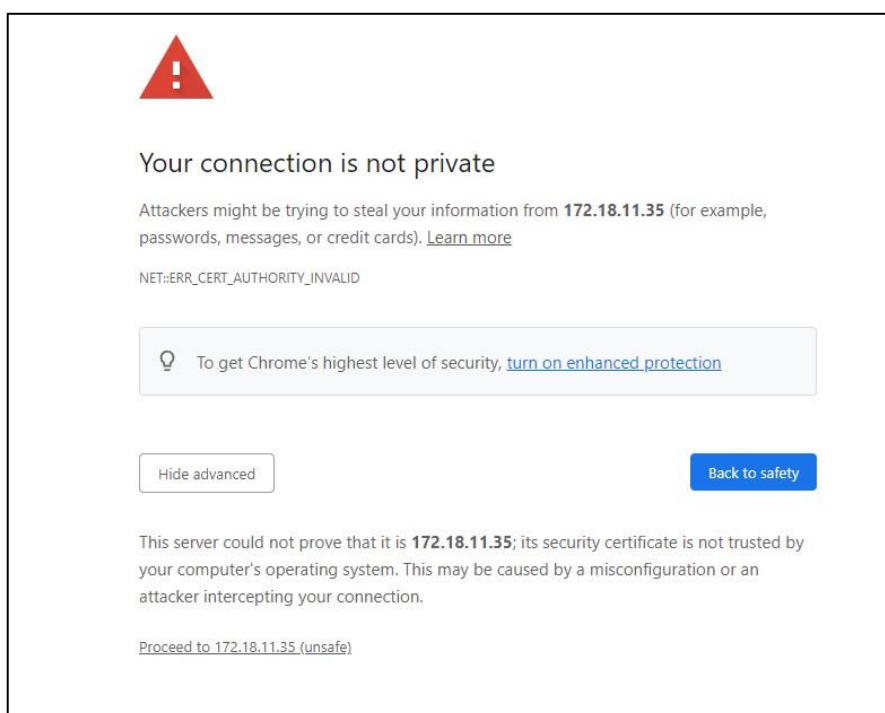 Your connection is not private
Attackers might be trying to steal your information from 172.18.11.35 (for example,
passwords, messages, or credit cards). Learn more
NET::ERR_CERT_AUTHORITY_INVALID
To get Chrome's highest level of security, turn on enhanced protection
Hide advanced
Back to safety
This server could not prove that it is 172.18.11.35; its security certificate is not trusted by
your computer's operating system. This may be caused by a misconfiguration or an
attacker intercepting your connection.
Proceed to 172.18.11.35 (unsafe)